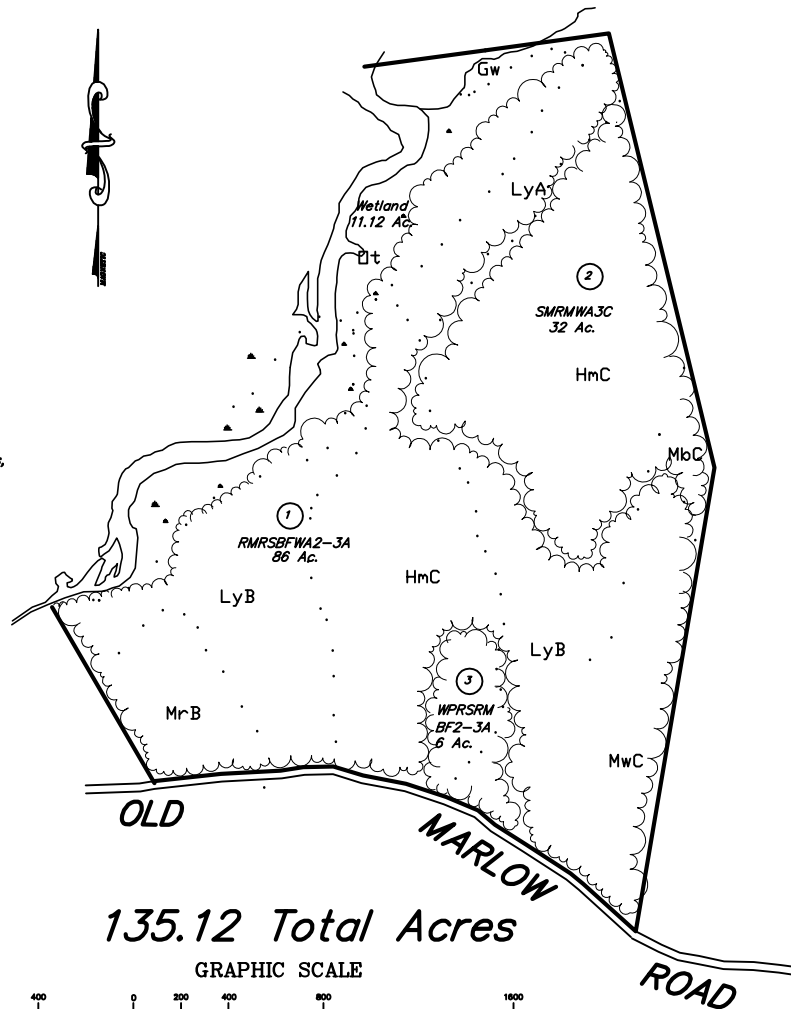 Gw
LyA
Wetland
11.12 Ac.
Ot
2
SMRMWA3C
32 Ac.
HmC
MbC
1
RMRSBFWA2-3A
86 Ac.
HmC
LyB
LyB
3
WPRSRM
BF2-3A
6 Ac.
MrB
MwC
OLD
MARLOW
ROAD
135.12 Total Acres
GRAPHIC SCALE
400 0 200 400 800 1600